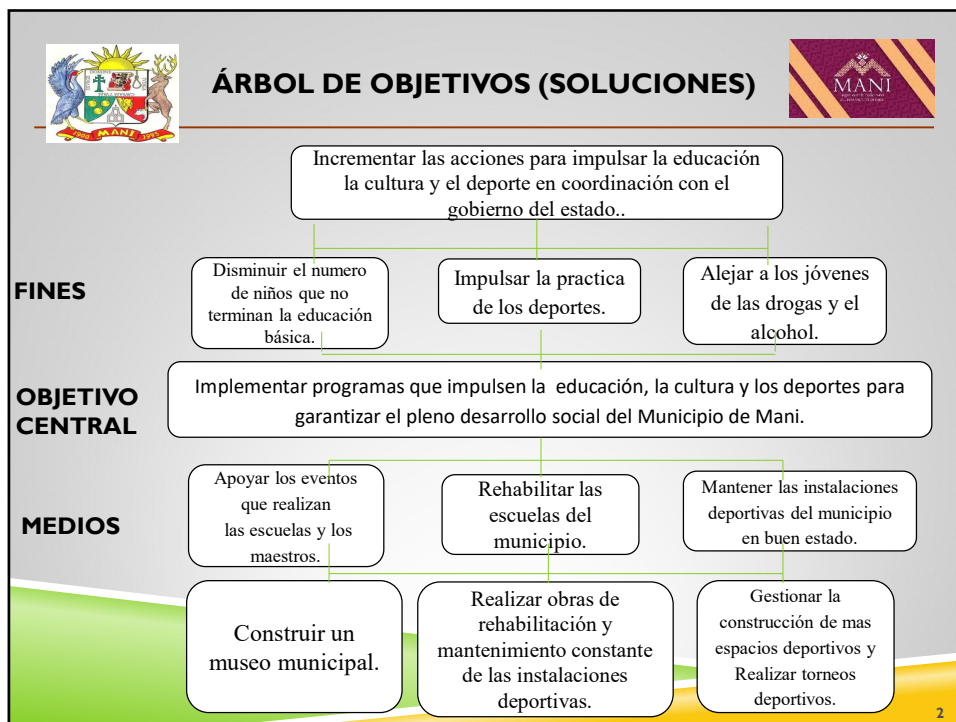 ÁRBOL DE OBJETIVOS (SOLUCIONES)
1900 MANI 1995
MANI
Incrementar las acciones para impulsar la educación
la cultura y el deporte en coordinación con el
gobierno del estado..
FINES
Disminuir el numero
de niños que no
terminan la educación
básica.
Impulsar la practica
de los deportes.
Alejar a los jóvenes
de las drogas y el
alcohol.
OBJETIVO
CENTRAL
Implementar programas que impulsen la educación, la cultura y los deportes para
garantizar el pleno desarrollo social del Municipio de Mani.
MEDIOS
Apoyar los eventos
que realizan
las escuelas y los
maestros.
Rehabilitar las
escuelas del
municipio.
Mantener las instalaciones
deportivas del municipio
en buen estado.
Construir un
museo municipal.
Realizar obras de
rehabilitación y
mantenimiento constante
de las instalaciones
deportivas.
Gestionar la
construcción de mas
espacios deportivos y
Realizar torneos
deportivos.
2